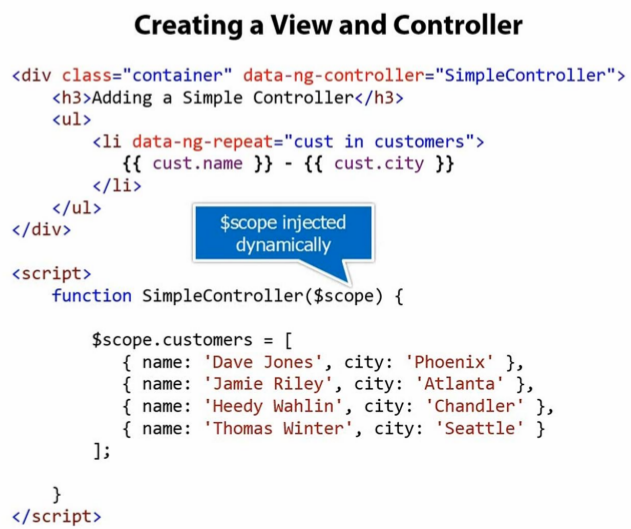 Creating a View and Controller
<div class="container" data-ng-controller="SimpleController">
<h3>Adding a Simple Controller</h3>
<ul>
<li data-ng-repeat="cust in customers">
{{ cust.name }} - {{ cust.city }}
</li>
</ul>
</div>
$scope injected
dynamically
<script>
function SimpleController($scope) {
$scope.customers = [
{ name: 'Dave Jones', city: 'Phoenix' },
{ name: 'Jamie Riley', city: 'Atlanta' },
{ name: 'Heedy Wahlin', city: 'Chandler' },
{ name: 'Thomas Winter', city: 'Seattle' }
];
}
</script>